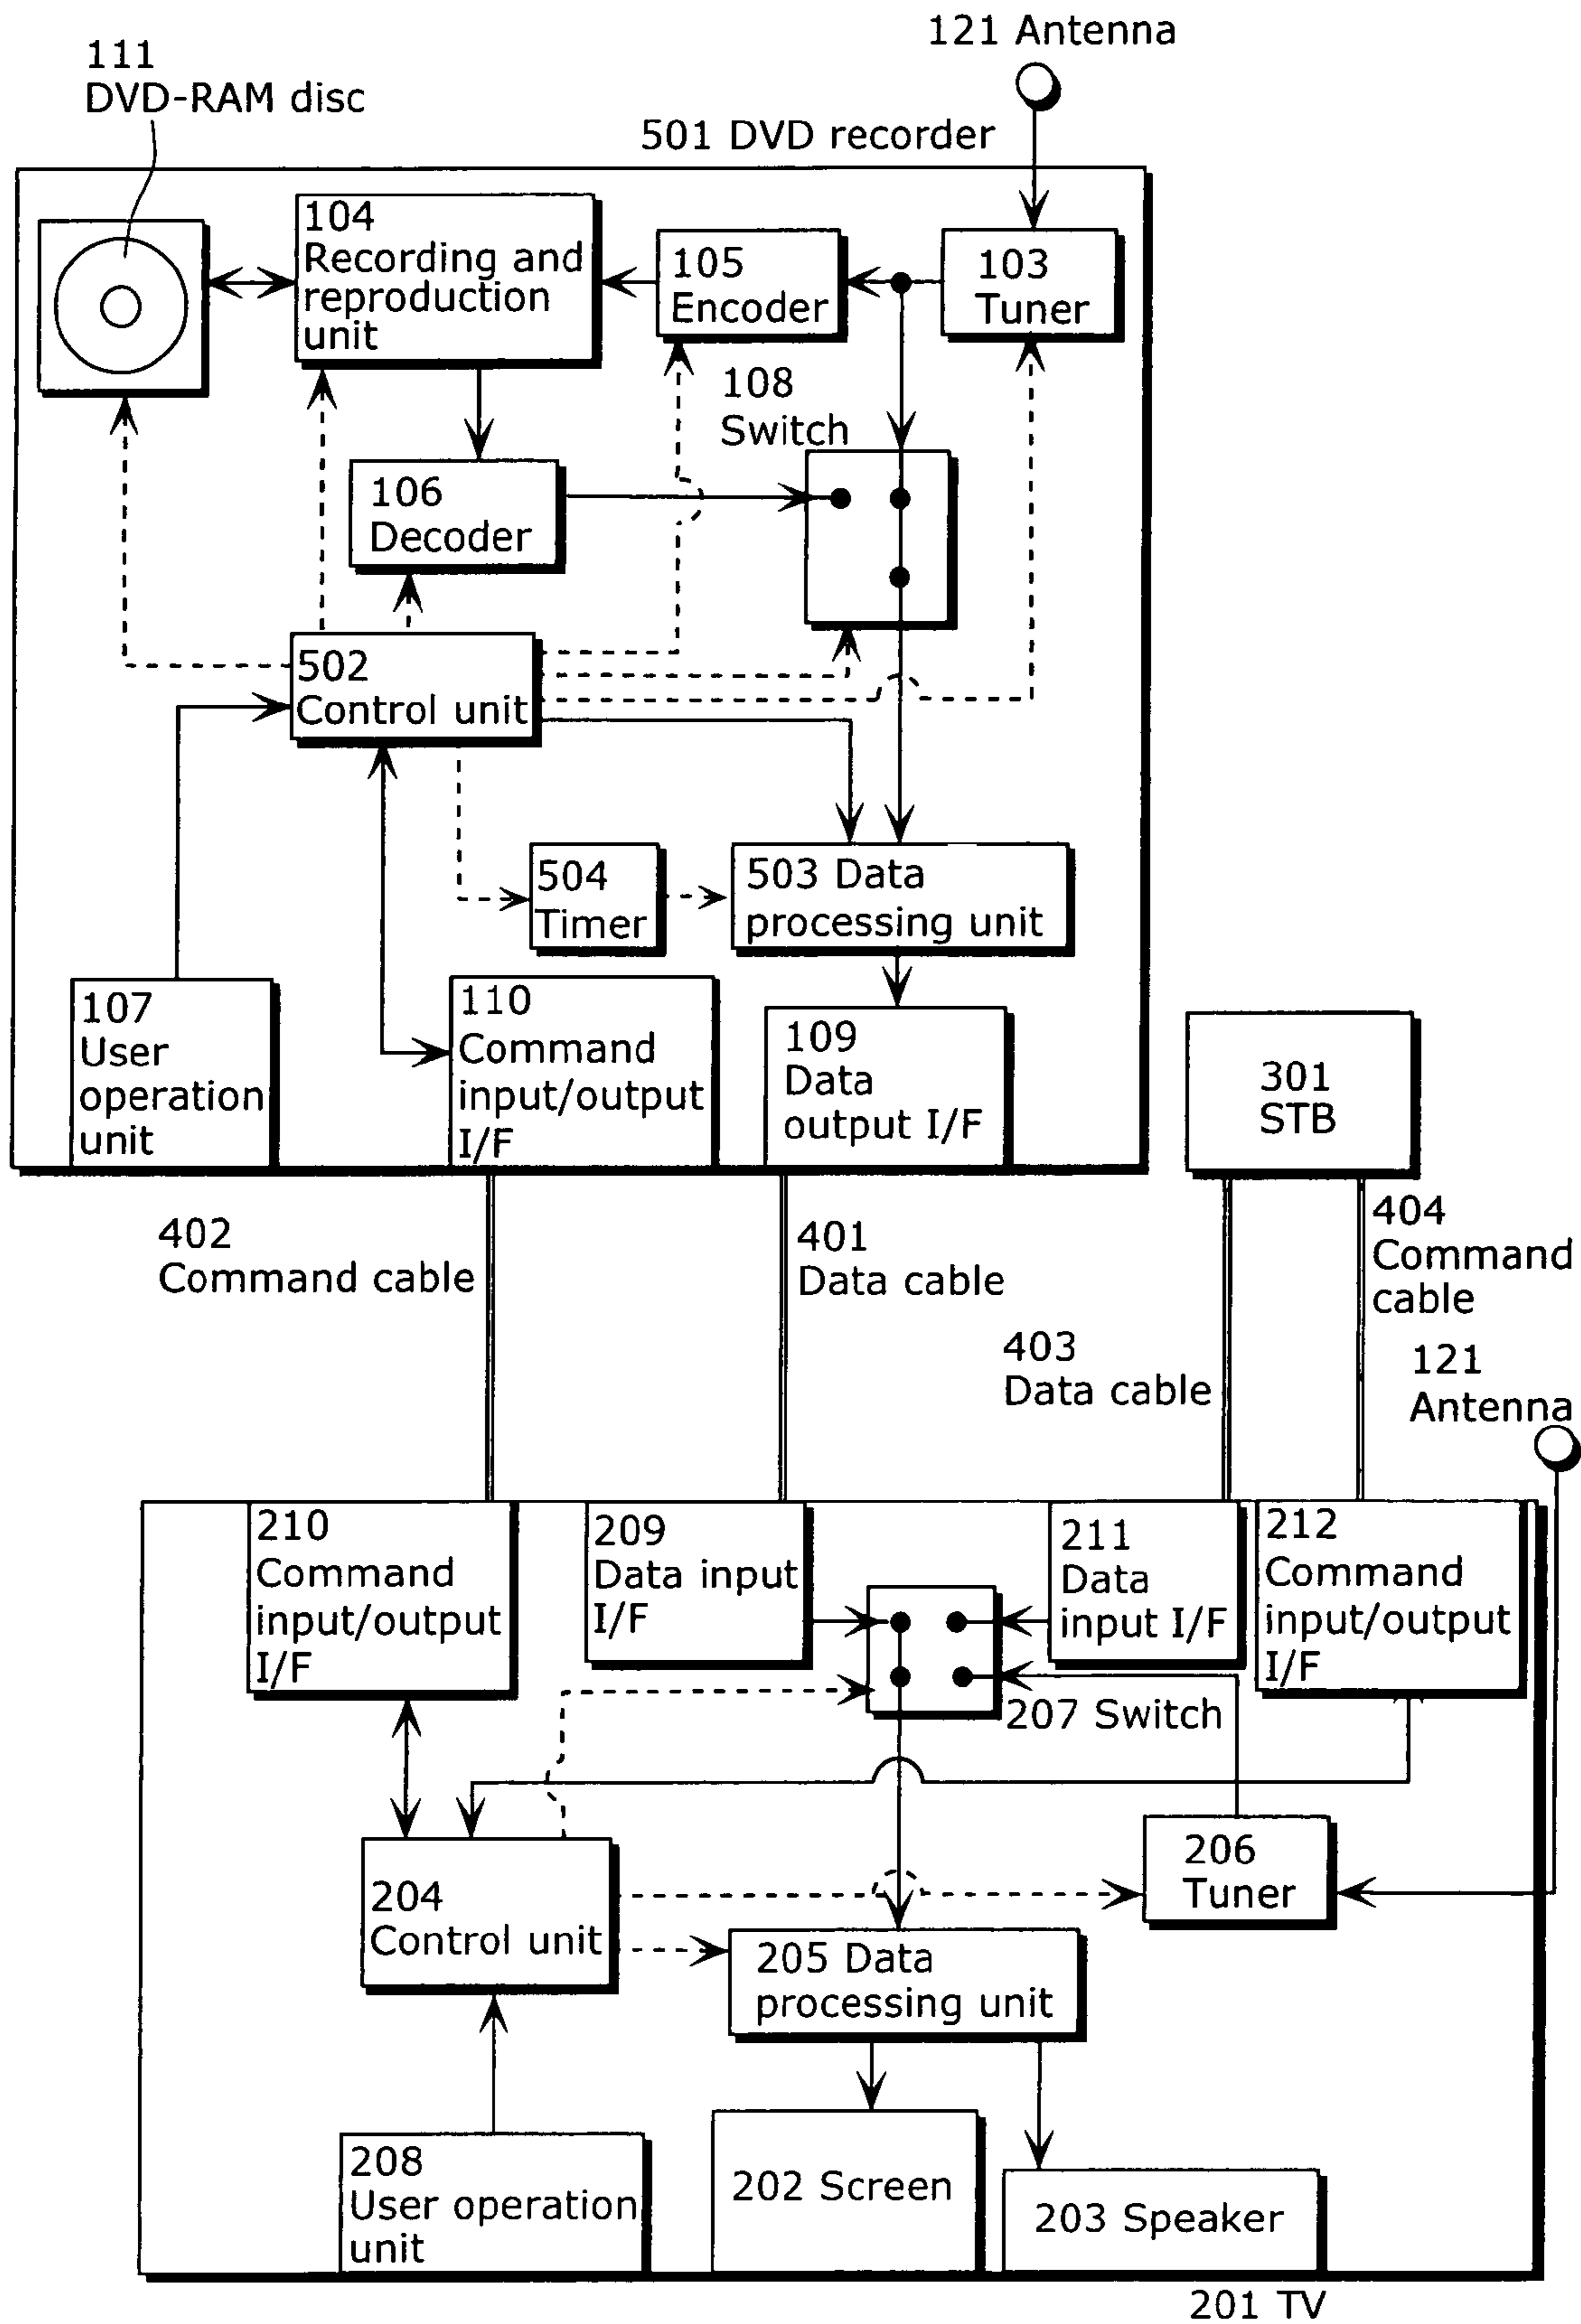 121 Antenna
111
DVD-RAM disc
501 DVD recorder
104
Recording and
reproduction
unit
105
Encoder
103
Tuner
108
Switch
106
Decoder
502
Control unit
504
Timer
503 Data
processing unit
107
User
operation
unit
110
Command
input/output
I/F
109
Data
output I/F
301
STB
402
Command cable
401
Data cable
404
Command
cable
403
Data cable
121
Antenna
210
Command
input/output
I/F
209
Data input
I/F
211
Data
input I/F
212
Command
input/output
I/F
207 Switch
206
Tuner
204
Control unit
205 Data
processing unit
208
User operation
unit
202 Screen
203 Speaker
201 TV